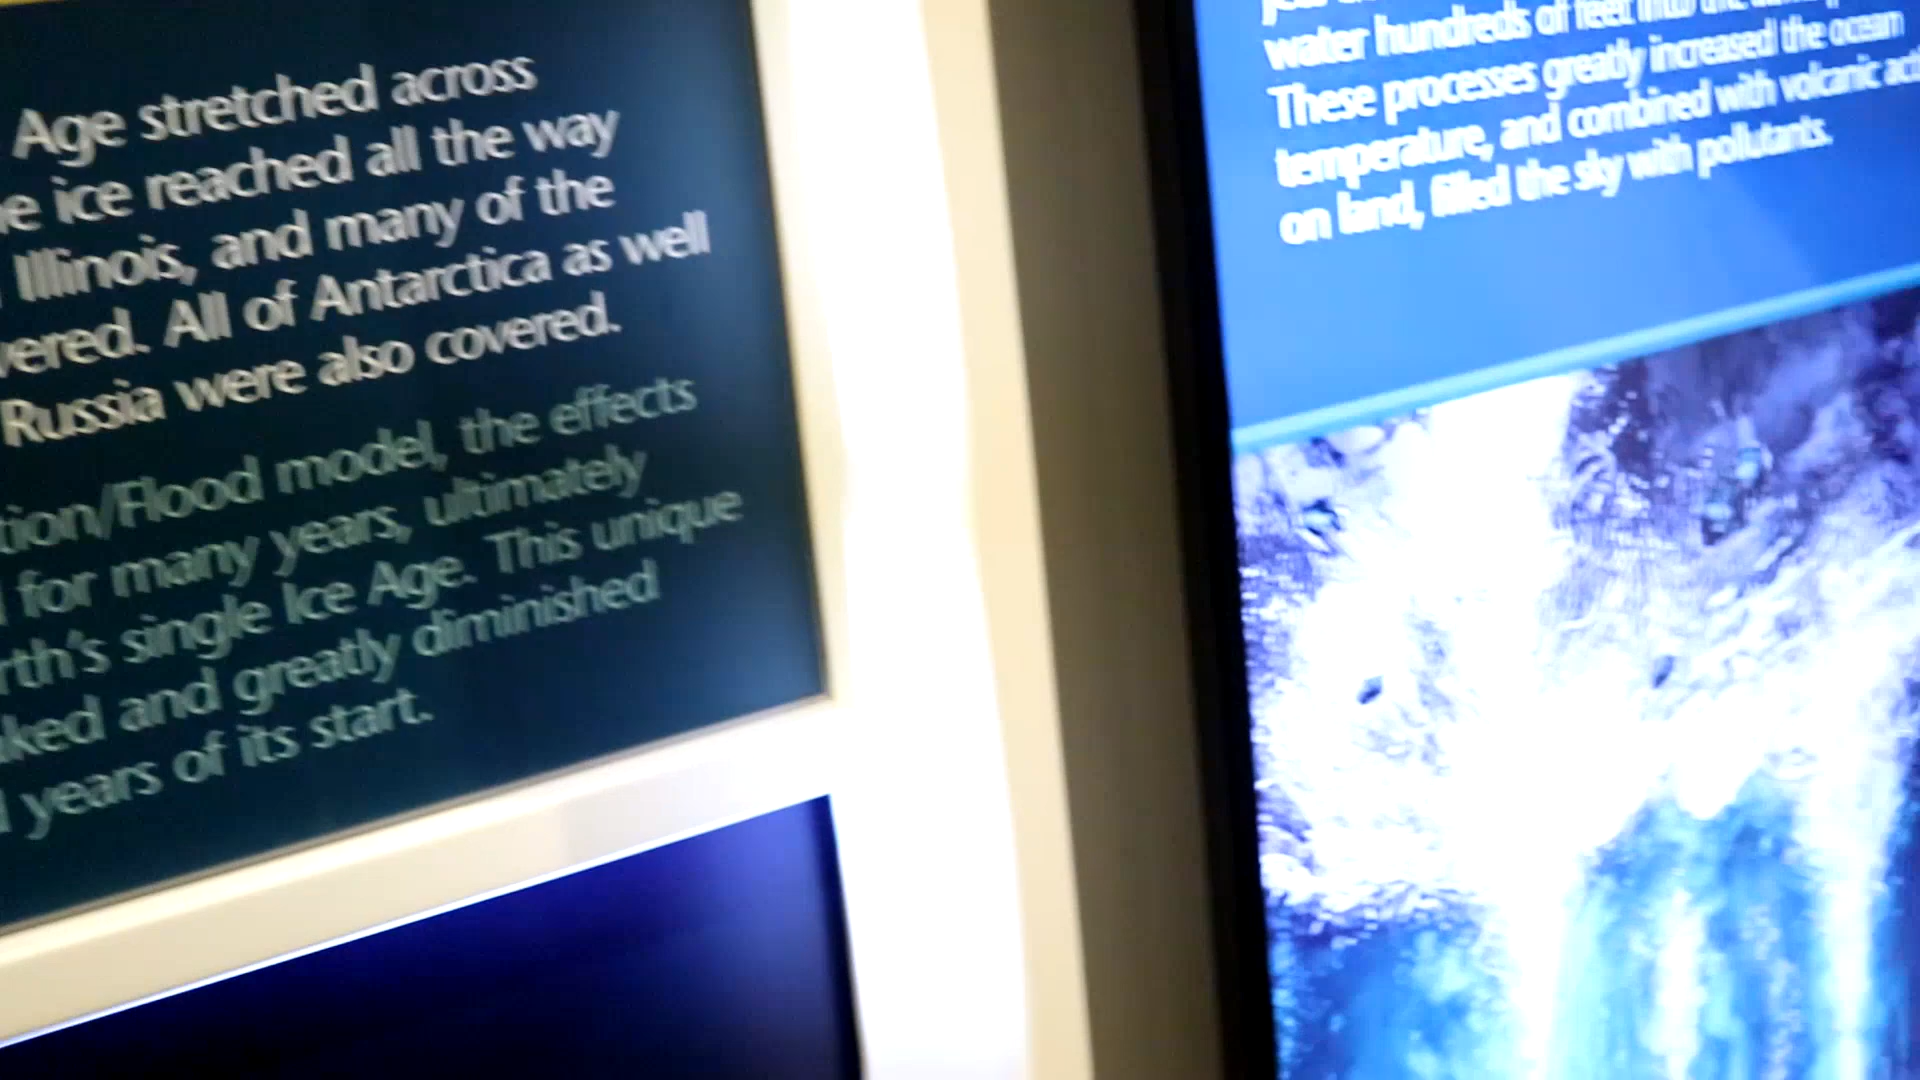 Age stretched across
ice reached all the way
Illinois, and many of the
vered. All of Antarctica as well
Russia were also covered.
tion/Flood model, the effects
for many years, ultimately
rth's single Ice Age. This unique
ked and greatly diminished
years of its start.
water hundreds of feet into the
These processes greatly increased the ocean
temperature, and combined with volcanic act
on land, filled the sky with pollutants.